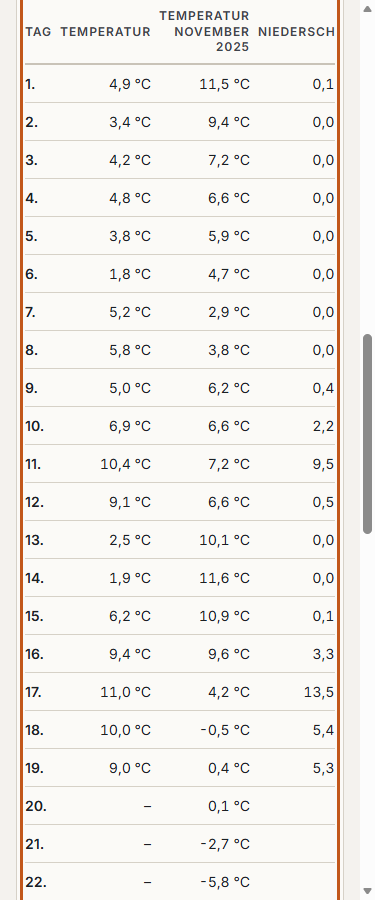 TAG TEMPERATUR TEMPERATUR NOVEMBER 2025 NIEDERSCH
1. 4,9 °C 11,5 °C 0,1
2. 3,4 °C 9,4 °C 0,0
3. 4,2 °C 7,2 °C 0,0
4. 4,8 °C 6,6 °C 0,0
5. 3,8 °C 5,9 °C 0,0
6. 1,8 °C 4,7 °C 0,0
7. 5,2 °C 2,9 °C 0,0
8. 5,8 °C 3,8 °C 0,0
9. 5,0 °C 6,2 °C 0,4
10. 6,9 °C 6,6 °C 2,2
11. 10,4 °C 7,2 °C 9,5
12. 9,1 °C 6,6 °C 0,5
13. 2,5 °C 10,1 °C 0,0
14. 1,9 °C 11,6 °C 0,0
15. 6,2 °C 10,9 °C 0,1
16. 9,4 °C 9,6 °C 3,3
17. 11,0 °C 4,2 °C 13,5
18. 10,0 °C -0,5 °C 5,4
19. 9,0 °C 0,4 °C 5,3
20. – 0,1 °C
21. – -2,7 °C
22. – -5,8 °C